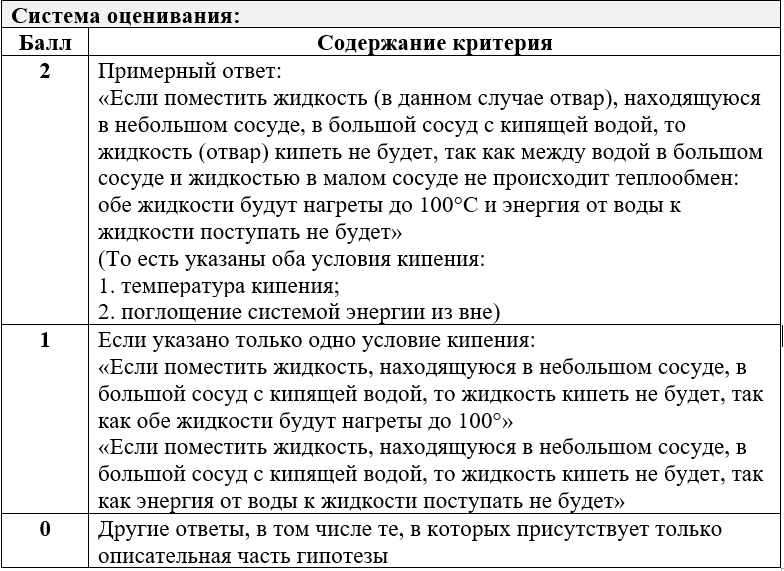 Система оценивания:
Балл Содержание критерия
2 Примерный ответ:
«Если поместить жидкость (в данном случае отвар), находящуюся
в небольшом сосуде, в большой сосуд с кипящей водой, то
жидкость (отвар) кипеть не будет, так как между водой в большом
сосуде и жидкостью в малом сосуде не происходит теплообмен:
обе жидкости будут нагреты до 100°С и энергия от воды к
жидкости поступать не будет»
(То есть указаны оба условия кипения:
1. температура кипения;
2. поглощение системой энергии из вне)
1 Если указано только одно условие кипения:
«Если поместить жидкость, находящуюся в небольшом сосуде, в
большой сосуд с кипящей водой, то жидкость кипеть не будет, так
как обе жидкости будут нагреты до 100°»
«Если поместить жидкость, находящуюся в небольшом сосуде, в
большой сосуд с кипящей водой, то жидкость кипеть не будет, так
как энергия от воды к жидкости поступать не будет»
0 Другие ответы, в том числе те, в которых присутствует только
описательная часть гипотезы